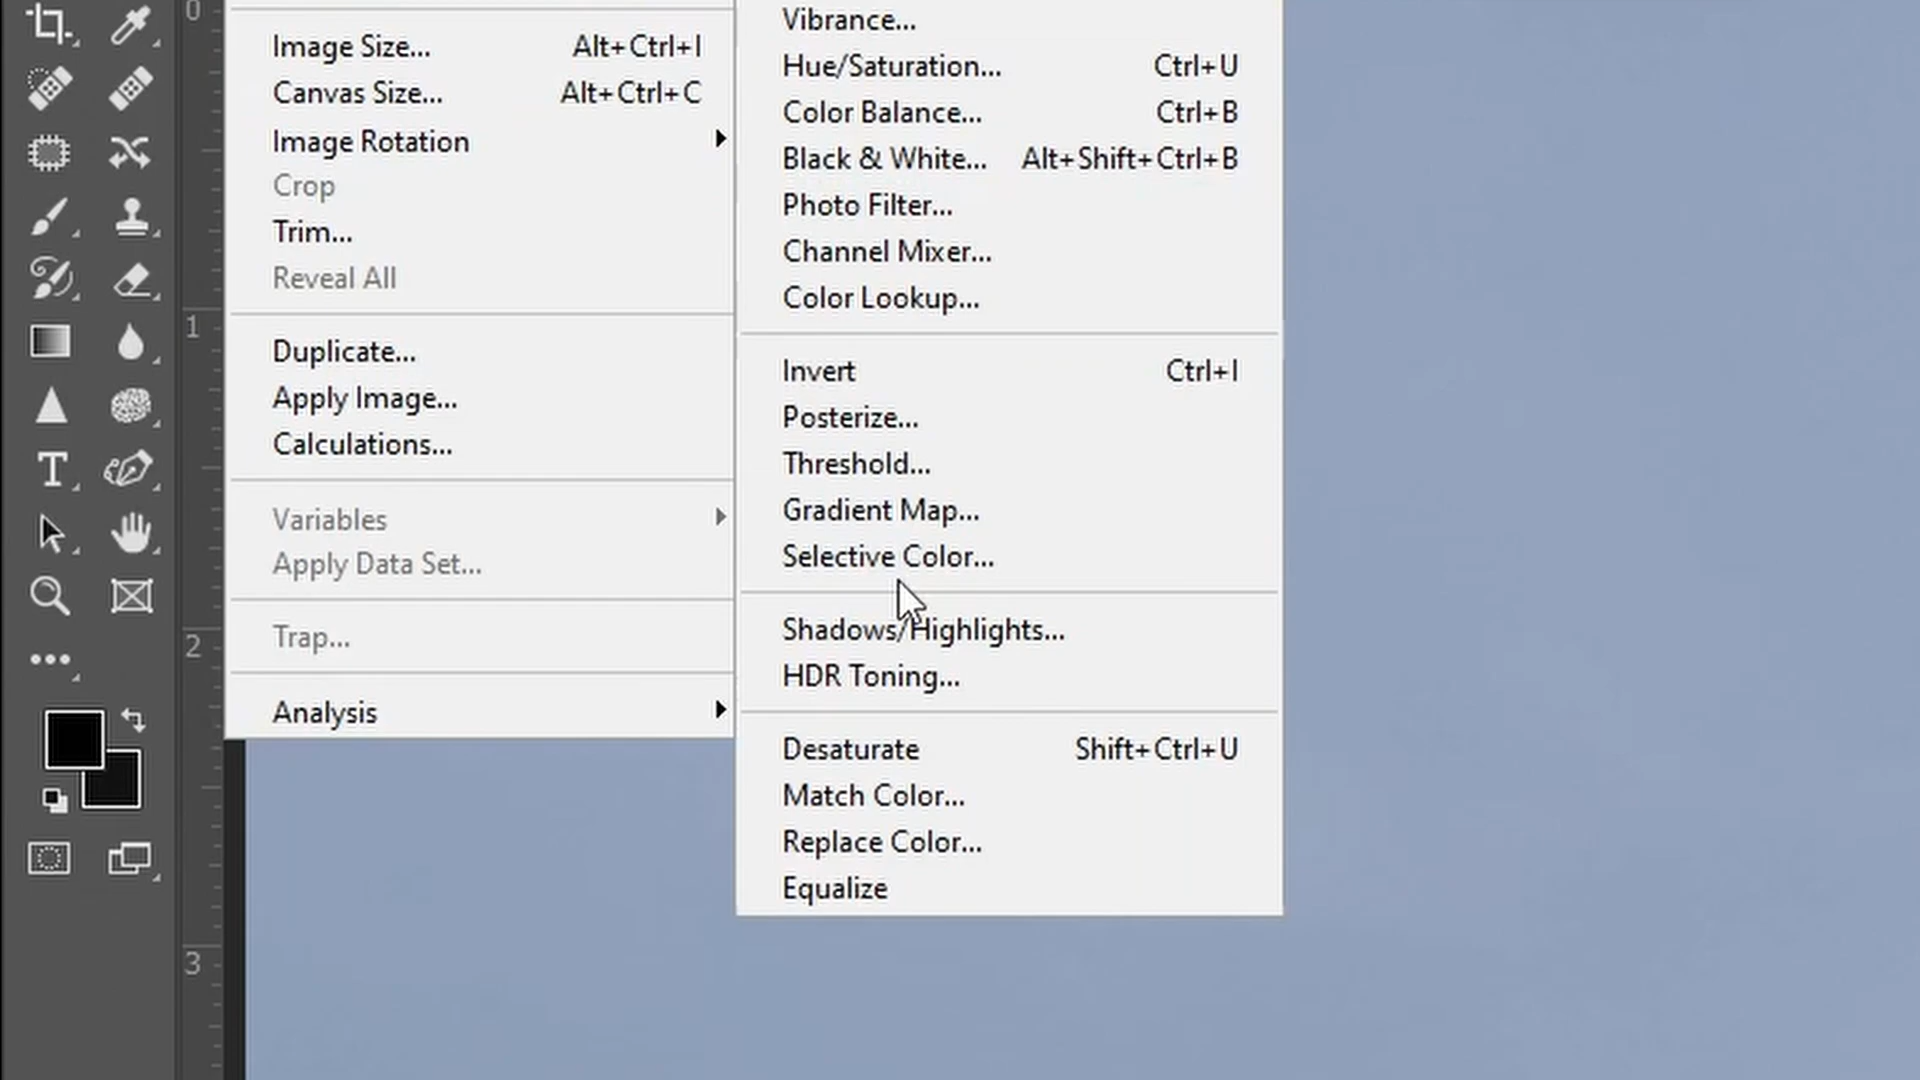 0
1
2
3
Image Size... Alt+Ctrl+I
Canvas Size... Alt+Ctrl+C
Image Rotation
Crop
Trim...
Reveal All
Duplicate...
Apply Image...
Calculations...
Variables
Apply Data Set...
Trap...
Analysis
Vibrance...
Hue/Saturation... Ctrl+U
Color Balance... Ctrl+B
Black & White... Alt+Shift+Ctrl+B
Photo Filter...
Channel Mixer...
Color Lookup...
Invert Ctrl+I
Posterize...
Threshold...
Gradient Map...
Selective Color...
Shadows/Highlights...
HDR Toning...
Desaturate Shift+Ctrl+U
Match Color...
Replace Color...
Equalize